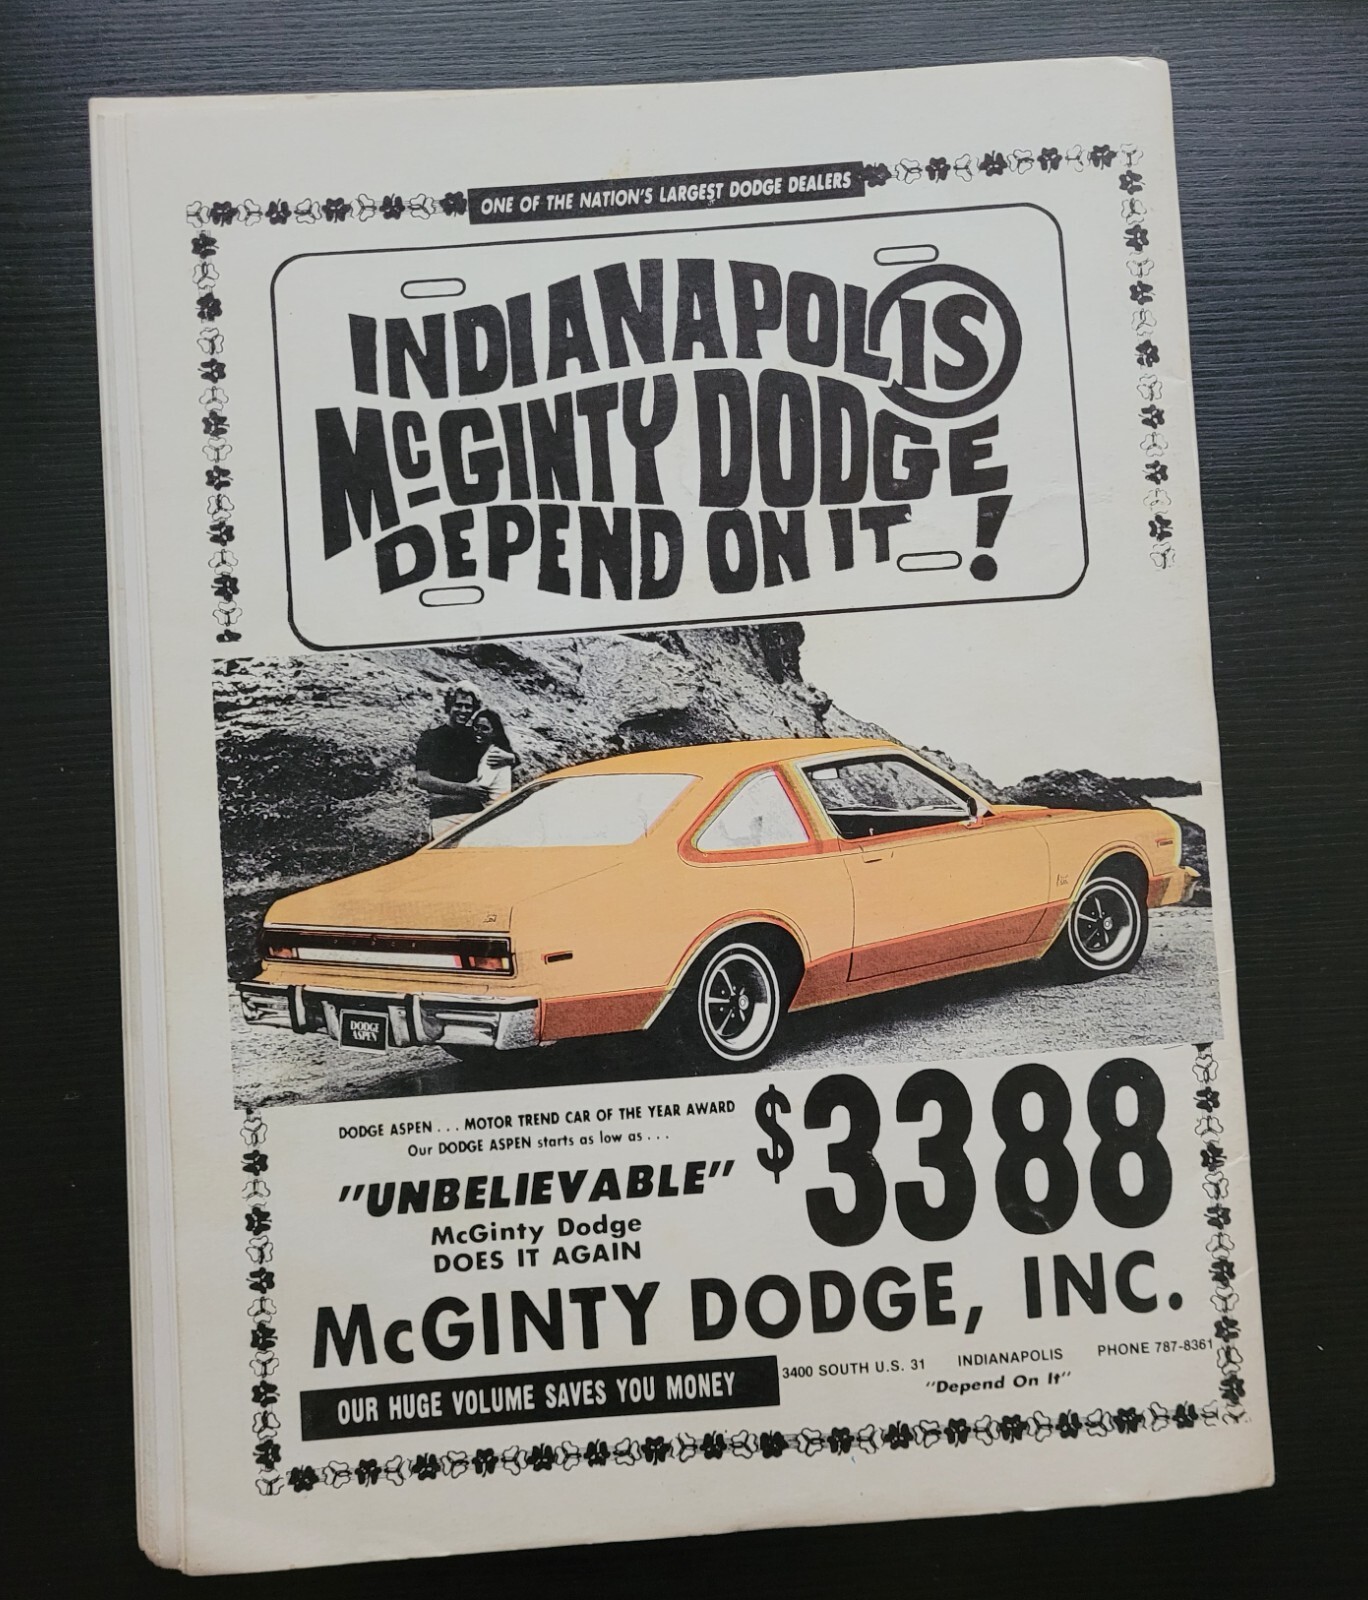 ONE OF THE NATION'S LARGEST DODGE DEALERS
INDIANAPOLIS
McGINTY DODGE
DEPEND ON IT !
DODGE
DODGE
ASPEN
DODGE ASPEN . . . MOTOR TREND CAR OF THE YEAR AWARD
Our DODGE ASPEN starts as low as . . .
$3388
"UNBELIEVABLE"
McGinty Dodge
DOES IT AGAIN
McGINTY DODGE, INC.
OUR HUGE VOLUME SAVES YOU MONEY
3400 SOUTH U.S. 31 INDIANAPOLIS PHONE 787-8361
"Depend On It"